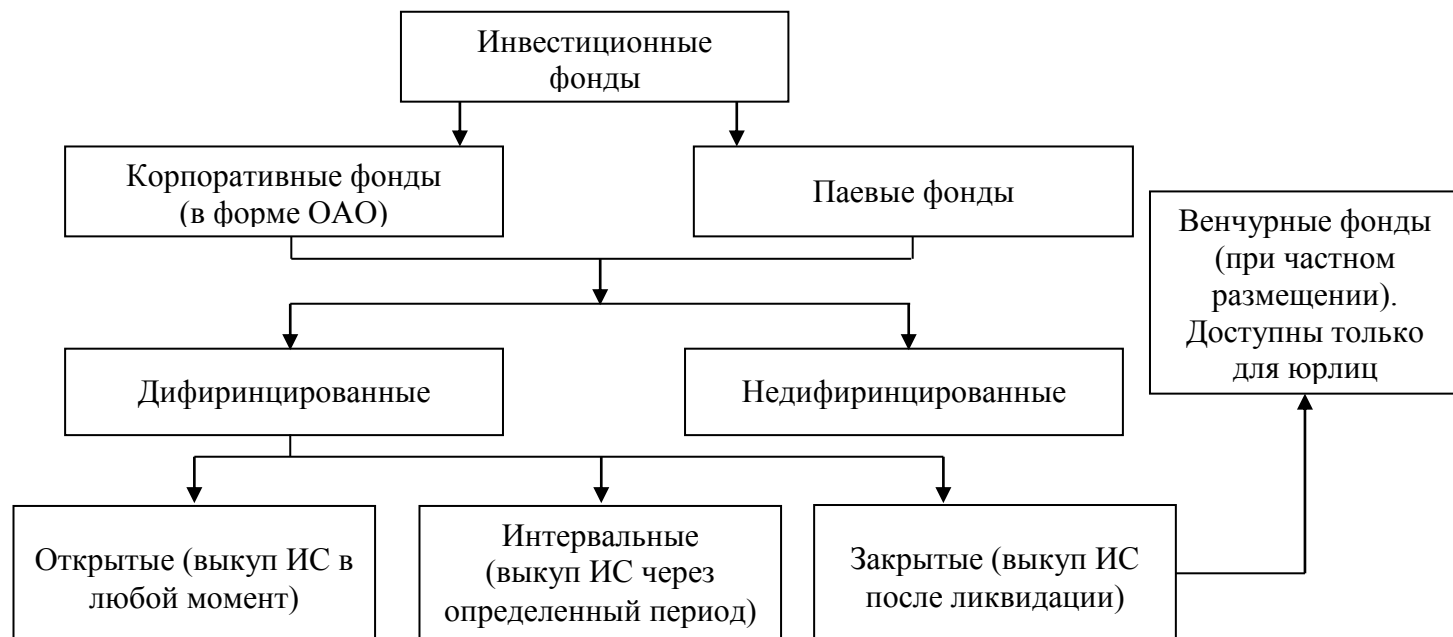 Инвестиционные
фонды
Корпоративные фонды
(в форме ОАО)
Паевые фонды
Венчурные фонды
(при частном
размещении).
Доступны только
для юрлиц
Дифиринцированные
Недифиринцированные
Открытые (выкуп ИС в
любой момент)
Интервальные
(выкуп ИС через
определенный период)
Закрытые (выкуп ИС
после ликвидации)